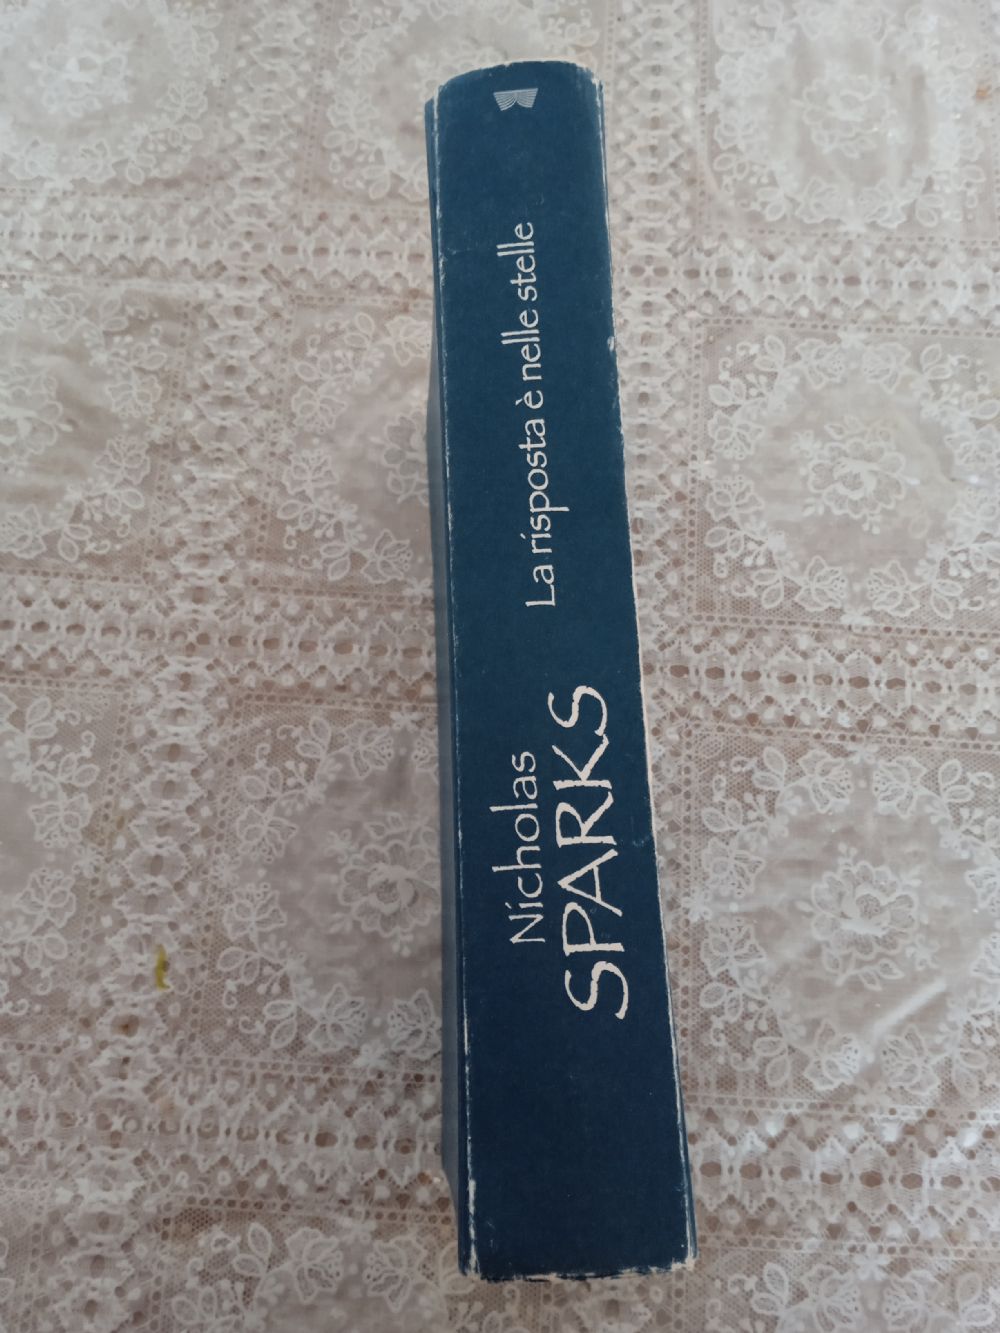 Nicholas
SPARKS
La risposta è nelle stelle